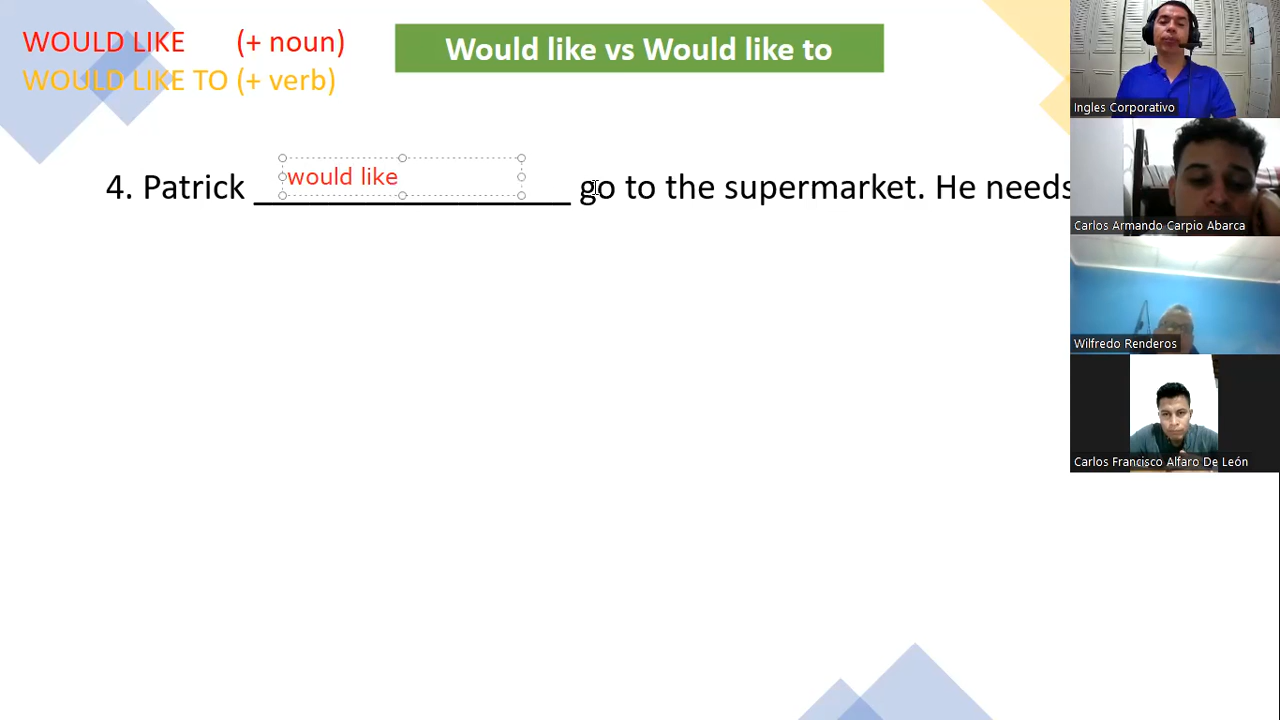 WOULD LIKE (+ noun)
WOULD LIKE TO (+ verb)
Would like vs Would like to
4. Patrick ________________ go to the supermarket. He needs
would like
Ingles Corporativo
Carlos Armando Carpio Abarca
Wilfredo Renderos
Carlos Francisco Alfaro De León